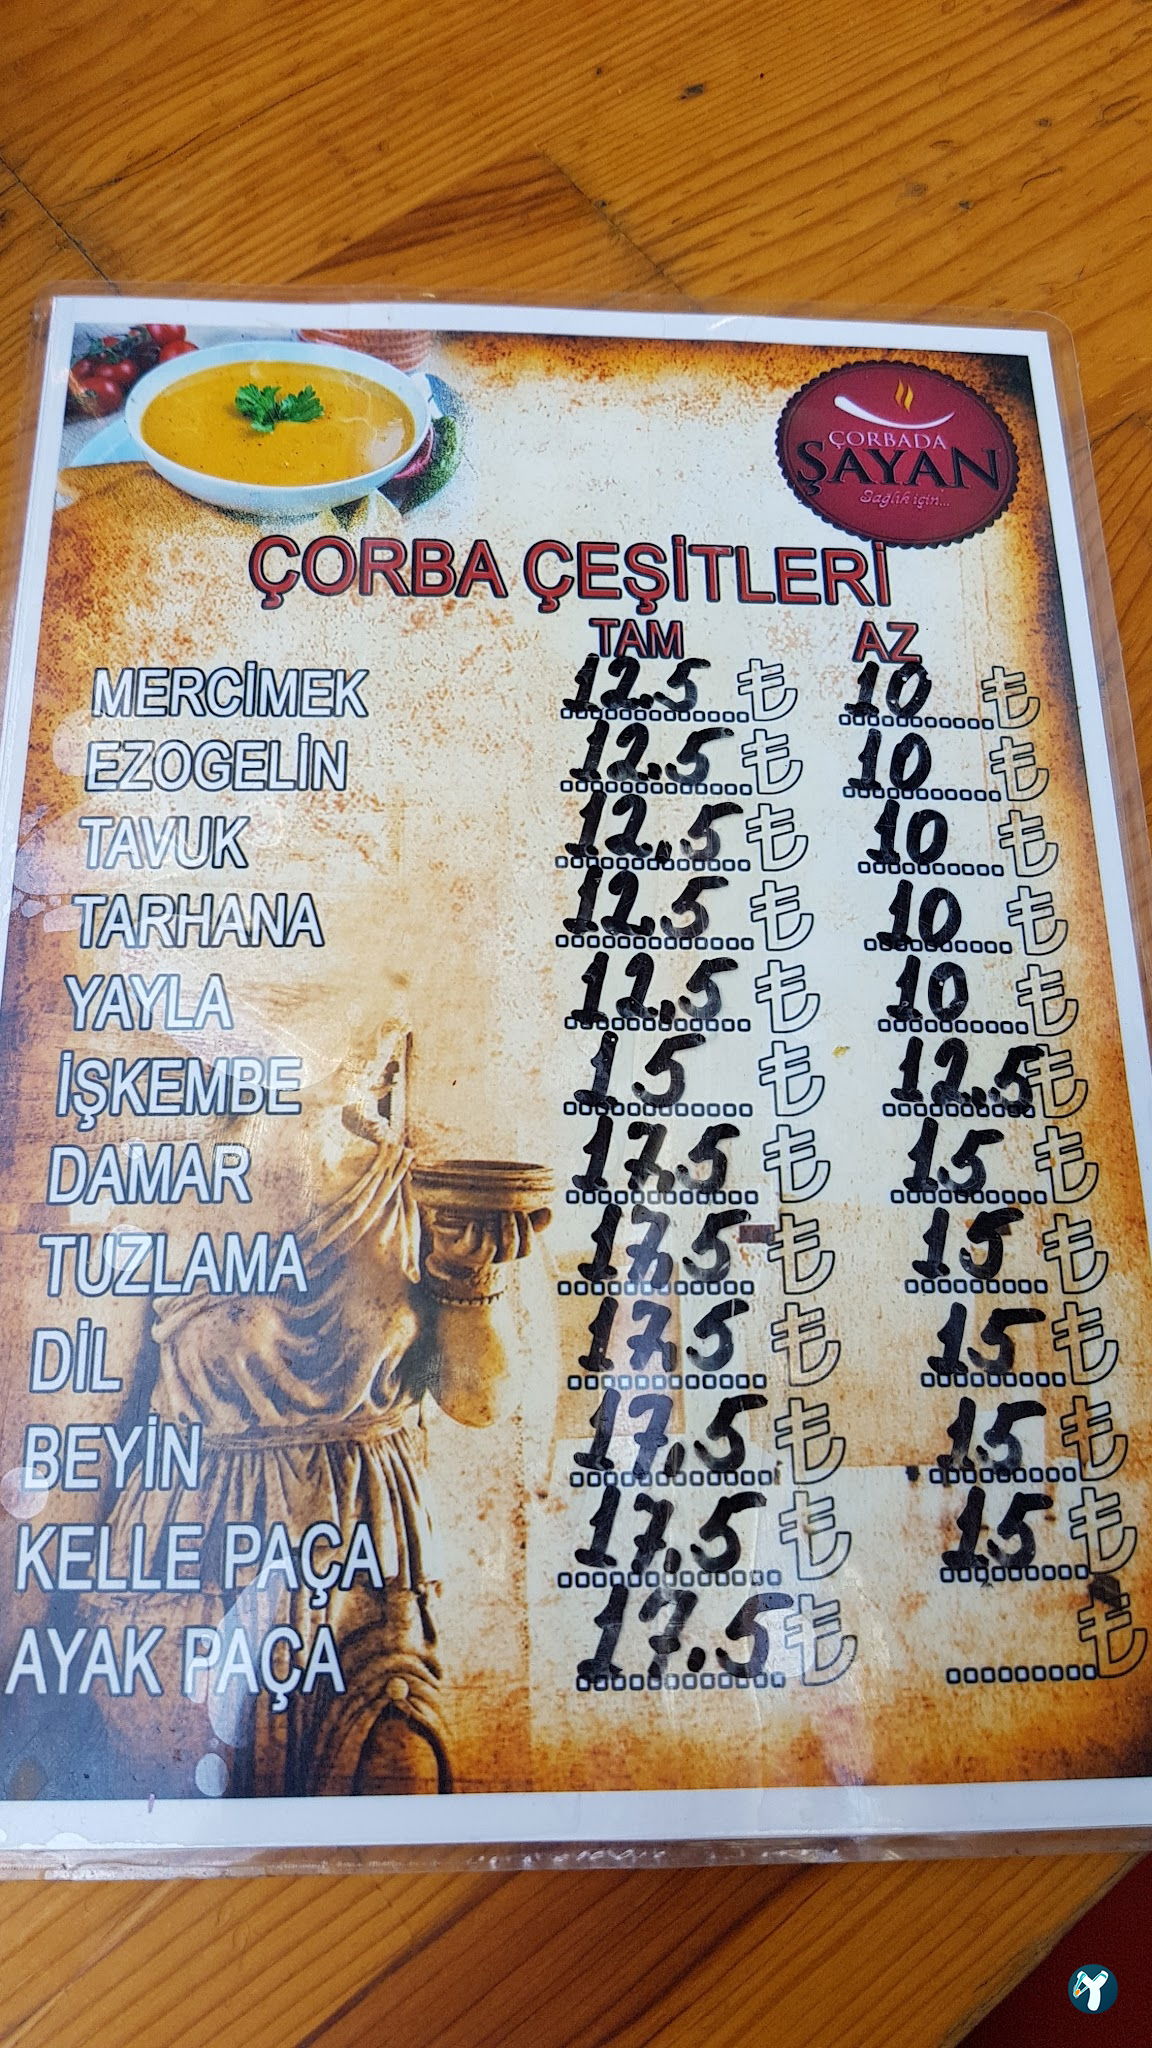 ÇORBADA
ŞAYAN
Sağlık için...
ÇORBA ÇEŞİTLERİ
TAM AZ
MERCİMEK 12.5 ₺ 10 ₺
EZOGELİN 12.5 ₺ 10 ₺
TAVUK 12.5 ₺ 10 ₺
TARHANA 12.5 ₺ 10 ₺
YAYLA 12.5 ₺ 10 ₺
İŞKEMBE 15 ₺ 12.5 ₺
DAMAR 17.5 ₺ 15 ₺
TUZLAMA 17.5 ₺ 15 ₺
DİL 17.5 ₺ 15 ₺
BEYİN 17.5 ₺ 15 ₺
KELLE PAÇA 17.5 ₺ 15 ₺
AYAK PAÇA 17.5 ₺ ₺